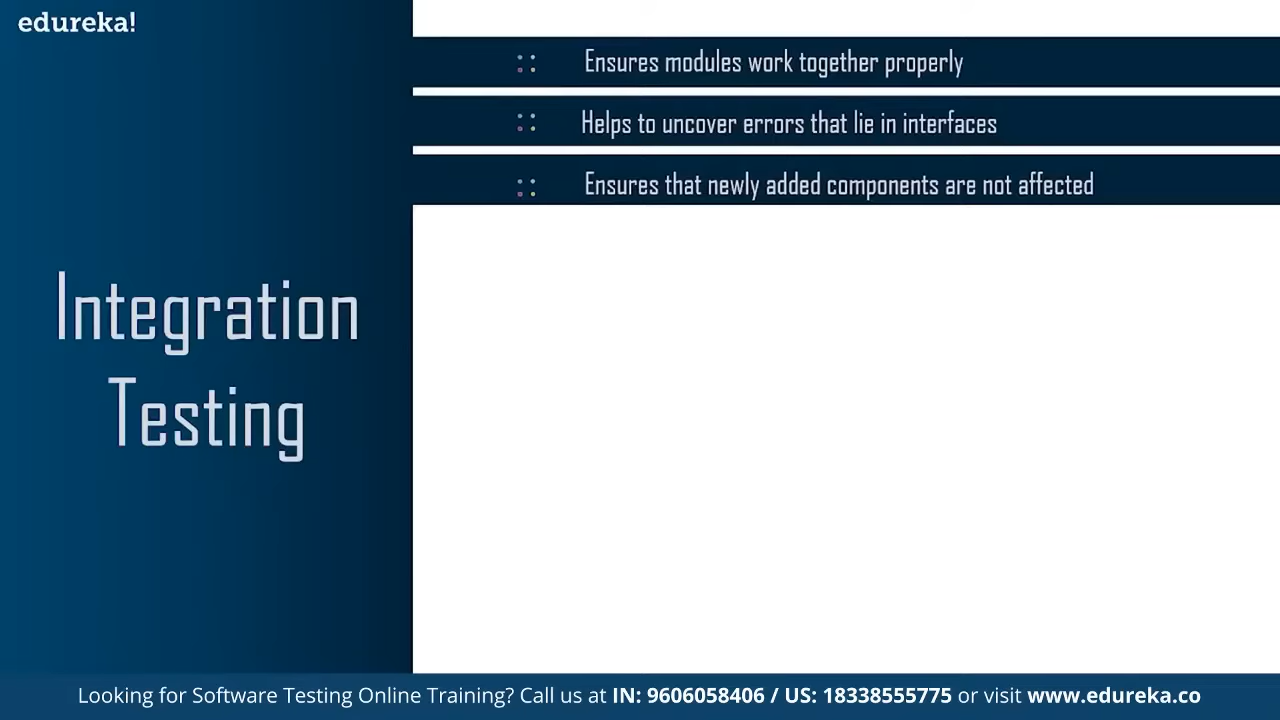 edureka!
Ensures modules work together properly
Helps to uncover errors that lie in interfaces
Ensures that newly added components are not affected
Integration
Testing
Looking for Software Testing Online Training? Call us at IN: 9606058406 / US: 18338555775 or visit www.edureka.co